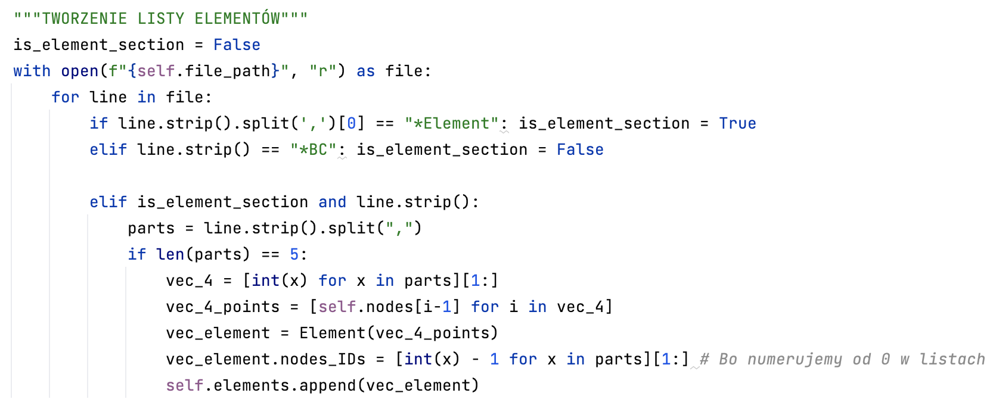 """TWORZENIE LISTY ELEMENTÓW"""
is_element_section = False
with open(f"{self.file_path}", "r") as file:
    for line in file:
        if line.strip().split(',')[0] == "*Element": is_element_section = True
        elif line.strip() == "*BC": is_element_section = False

        elif is_element_section and line.strip():
            parts = line.strip().split(",")
            if len(parts) == 5:
                vec_4 = [int(x) for x in parts][1:]
                vec_4_points = [self.nodes[i-1] for i in vec_4]
                vec_element = Element(vec_4_points)
                vec_element.nodes_IDs = [int(x) - 1 for x in parts][1:] # Bo numerujemy od 0 w listach
                self.elements.append(vec_element)